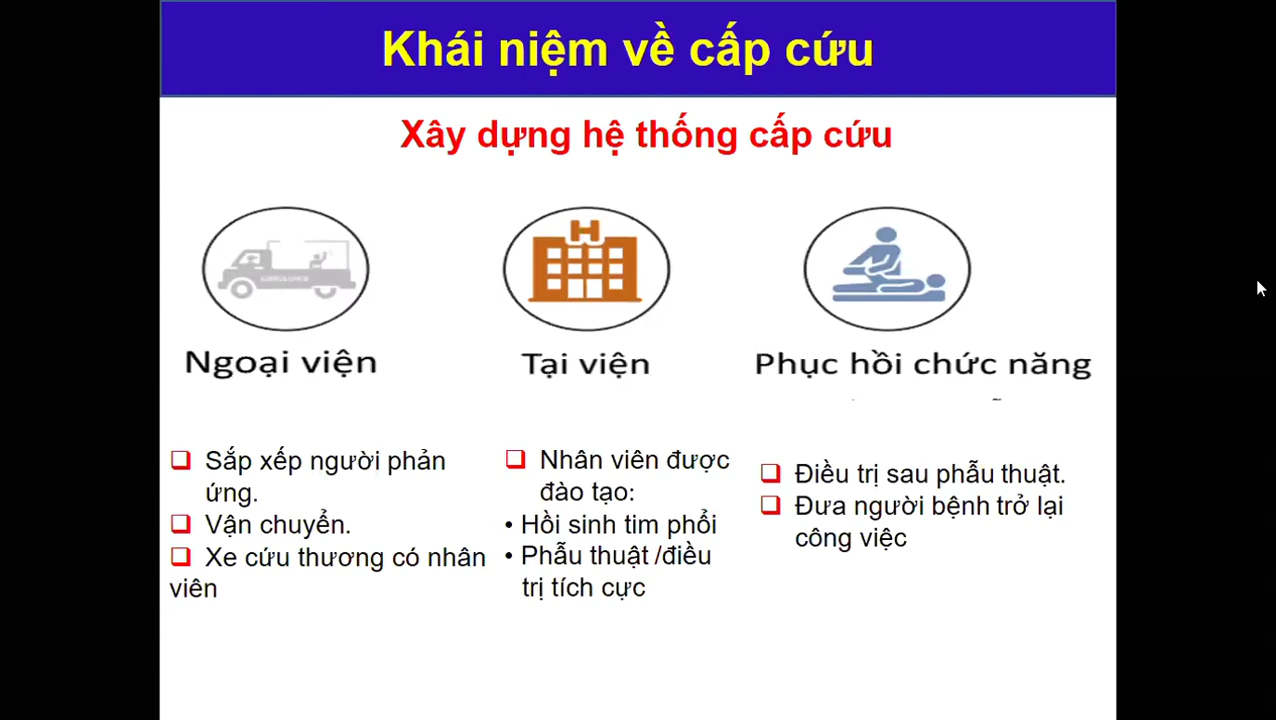 Khái niệm về cấp cứu
Xây dựng hệ thống cấp cứu
H
Ngoại viện
Tại viện
Phục hồi chức năng
❑ Sắp xếp người phản
ứng.
❑ Vận chuyển.
❑ Xe cứu thương có nhân
viên
❑ Nhân viên được
đào tạo:
• Hồi sinh tim phổi
• Phẫu thuật /điều
trị tích cực
❑ Điều trị sau phẫu thuật.
❑ Đưa người bệnh trở lại
công việc